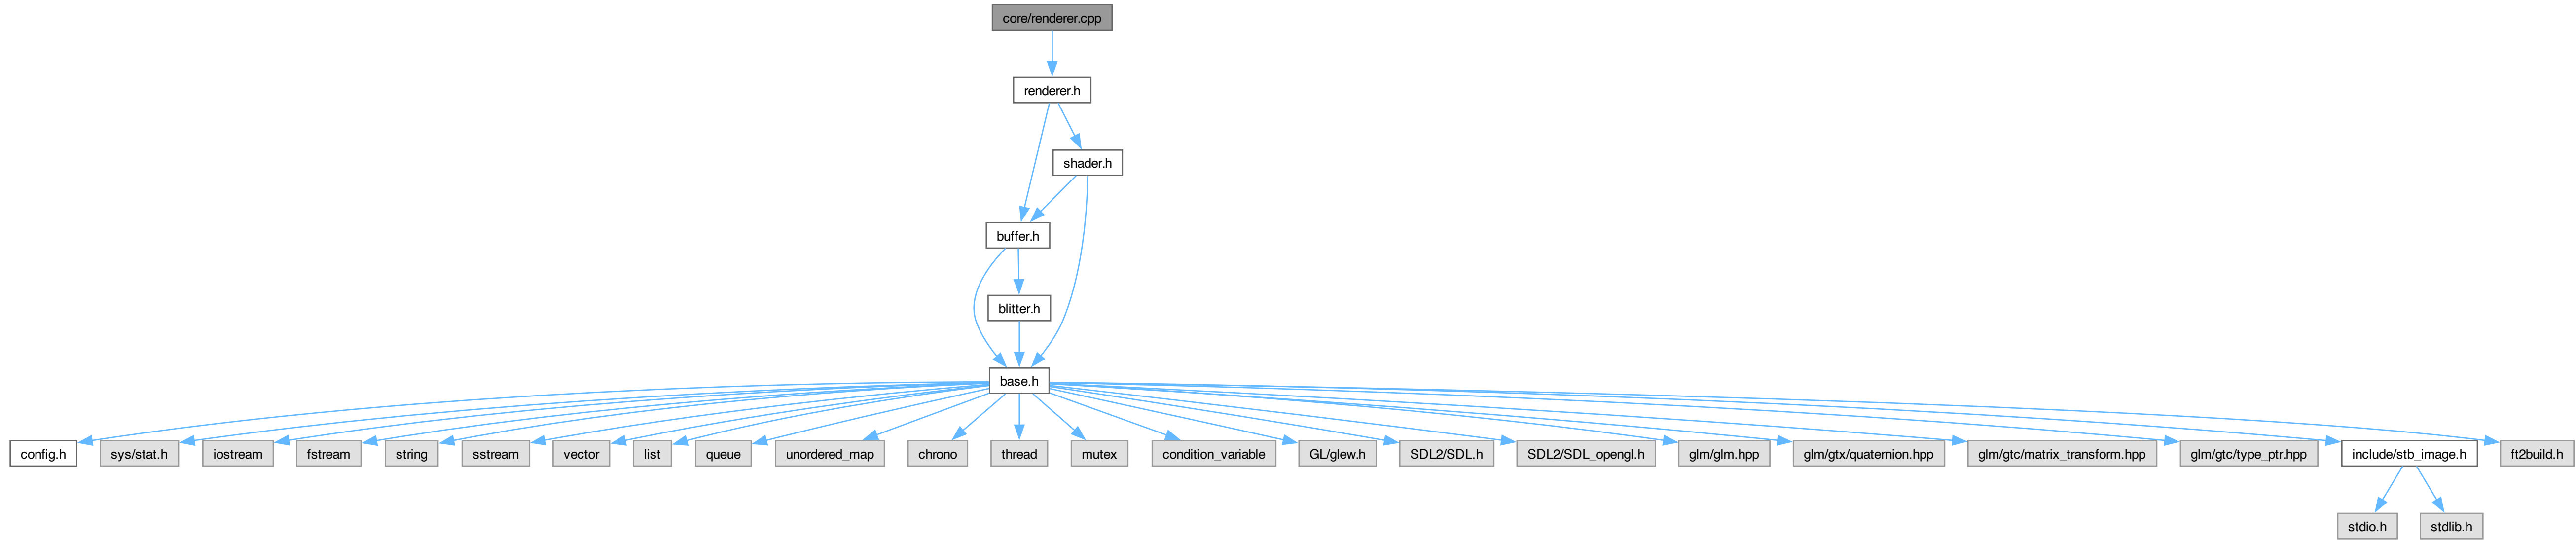 core/renderer.cpp
renderer.h
shader.h
buffer.h
blitter.h
base.h
config.h
sys/stat.h
iostream
fstream
string
sstream
vector
list
queue
unordered_map
chrono
thread
mutex
condition_variable
GL/glew.h
SDL2/SDL.h
SDL2/SDL_opengl.h
glm/glm.hpp
glm/gtx/quaternion.hpp
glm/gtc/matrix_transform.hpp
glm/gtc/type_ptr.hpp
include/stb_image.h
ft2build.h
stdio.h
stdlib.h